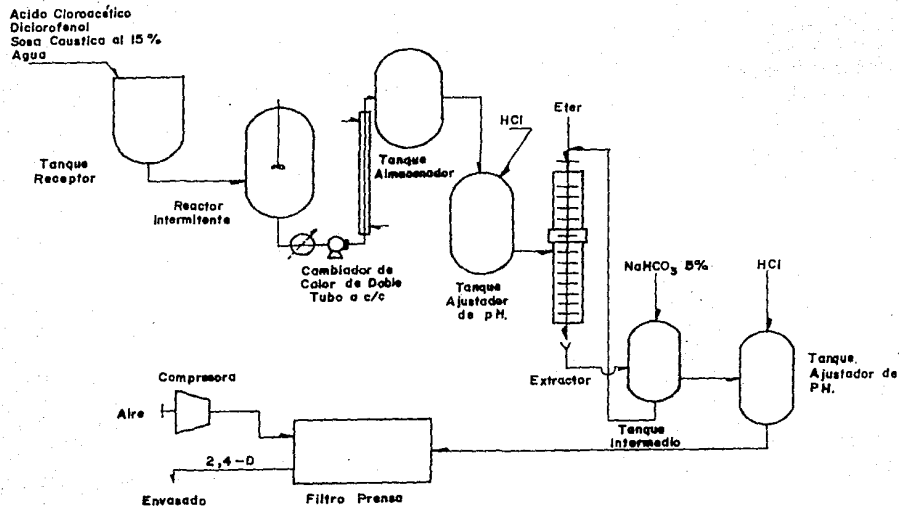 Acido Cloroacético
Diclorofenol
Sosa Caustica al 15%
Agua
Tanque
Receptor
Reactor
Intermitente
Cambiador de
Calor de Doble
Tubo a c/c
Tanque
Almacenador
HCl
Tanque
Ajustador
de pH.
Eter
Extractor
NaHCO₃ 5%
Tanque
Intermedio
HCl
Tanque.
Ajustador de
PH.
Compresora
Aire
2,4-D
Envasado
Filtro Prensa